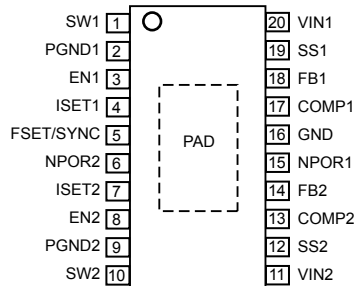 SW1 1 20 VIN1
PGND1 2 19 SS1
EN1 3 18 FB1
ISET1 4 17 COMP1
FSET/SYNC 5 16 GND
PAD
NPOR2 6 15 NPOR1
ISET2 7 14 FB2
EN2 8 13 COMP2
PGND2 9 12 SS2
SW2 10 11 VIN2